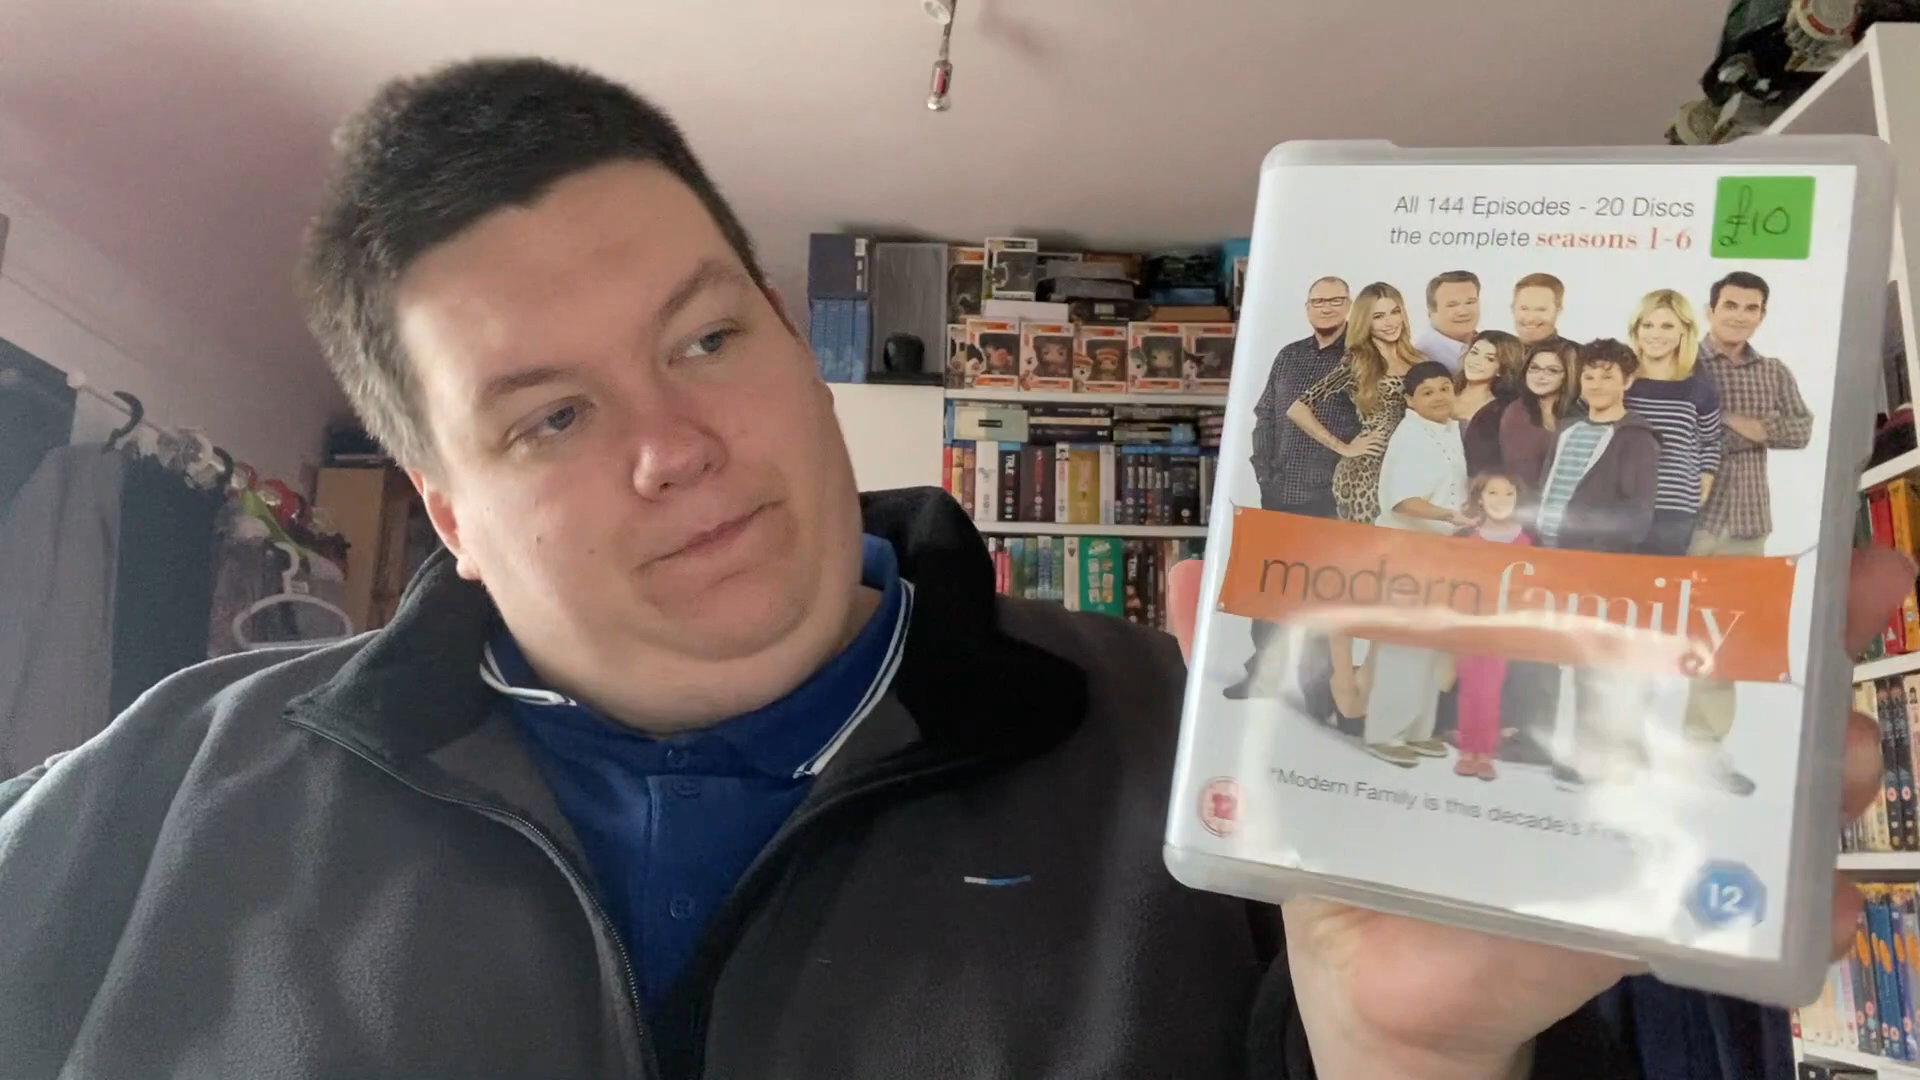 All 144 Episodes - 20 Discs
the complete seasons 1-6
£10
modern family
"Modern Family is this decade's
12
12